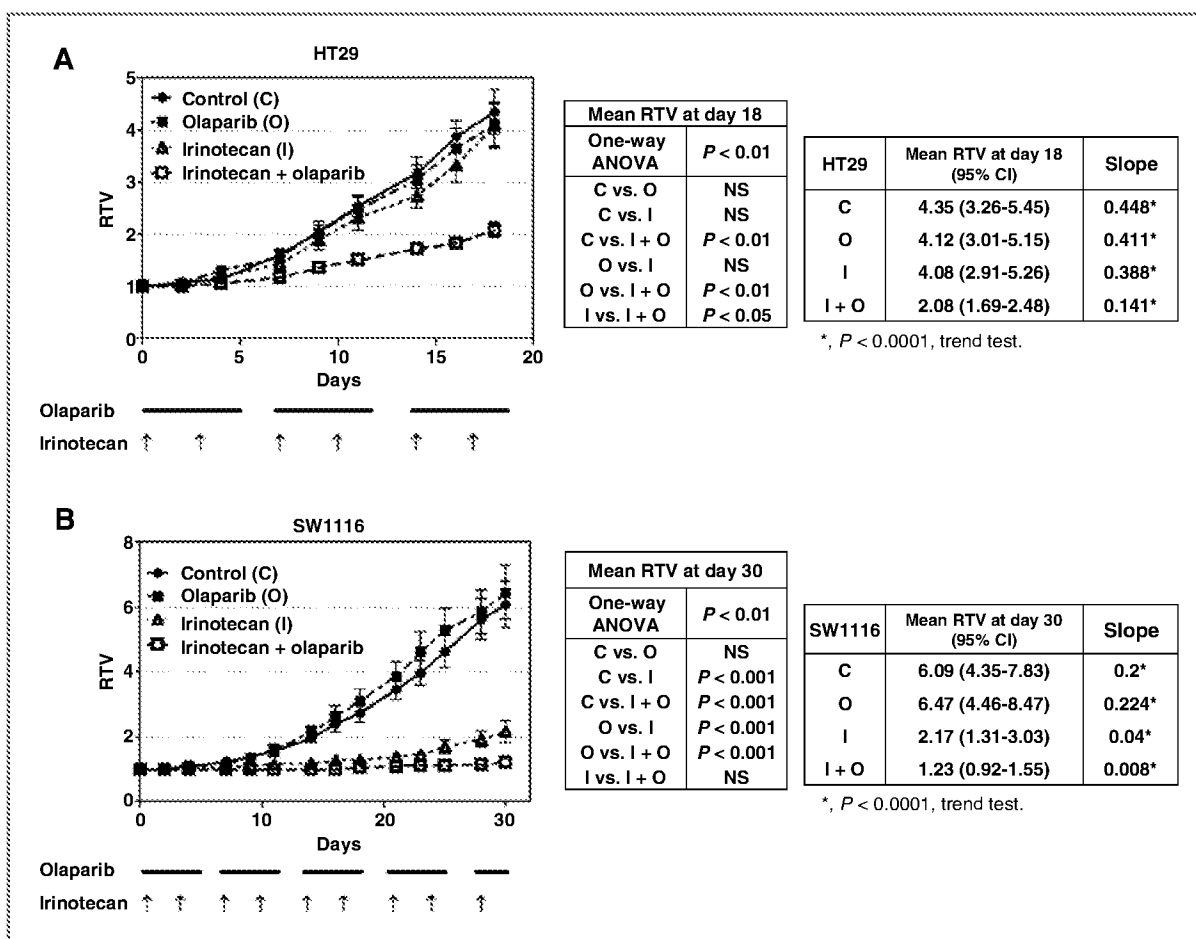 A
HT29
5
4
3
2
1
0
RTV
Control (C)
Olaparib (O)
Irinotecan (I)
Irinotecan + olaparib
0 5 10 15 20
Days
Olaparib
Irinotecan
Mean RTV at day 18
One-way ANOVA P < 0.01
C vs. O NS
C vs. I NS
C vs. I + O P < 0.01
O vs. I NS
O vs. I + O P < 0.01
I vs. I + O P < 0.05
HT29 Mean RTV at day 18 (95% CI) Slope
C 4.35 (3.26-5.45) 0.448*
O 4.12 (3.01-5.15) 0.411*
I 4.08 (2.91-5.26) 0.388*
I + O 2.08 (1.69-2.48) 0.141*
*, P < 0.0001, trend test.
B
SW1116
8
6
4
2
0
RTV
Control (C)
Olaparib (O)
Irinotecan (I)
Irinotecan + olaparib
0 10 20 30
Days
Olaparib
Irinotecan
Mean RTV at day 30
One-way ANOVA P < 0.01
C vs. O NS
C vs. I P < 0.001
C vs. I + O P < 0.001
O vs. I P < 0.001
O vs. I + O P < 0.001
I vs. I + O NS
SW1116 Mean RTV at day 30 (95% CI) Slope
C 6.09 (4.35-7.83) 0.2*
O 6.47 (4.46-8.47) 0.224*
I 2.17 (1.31-3.03) 0.04*
I + O 1.23 (0.92-1.55) 0.008*
*, P < 0.0001, trend test.